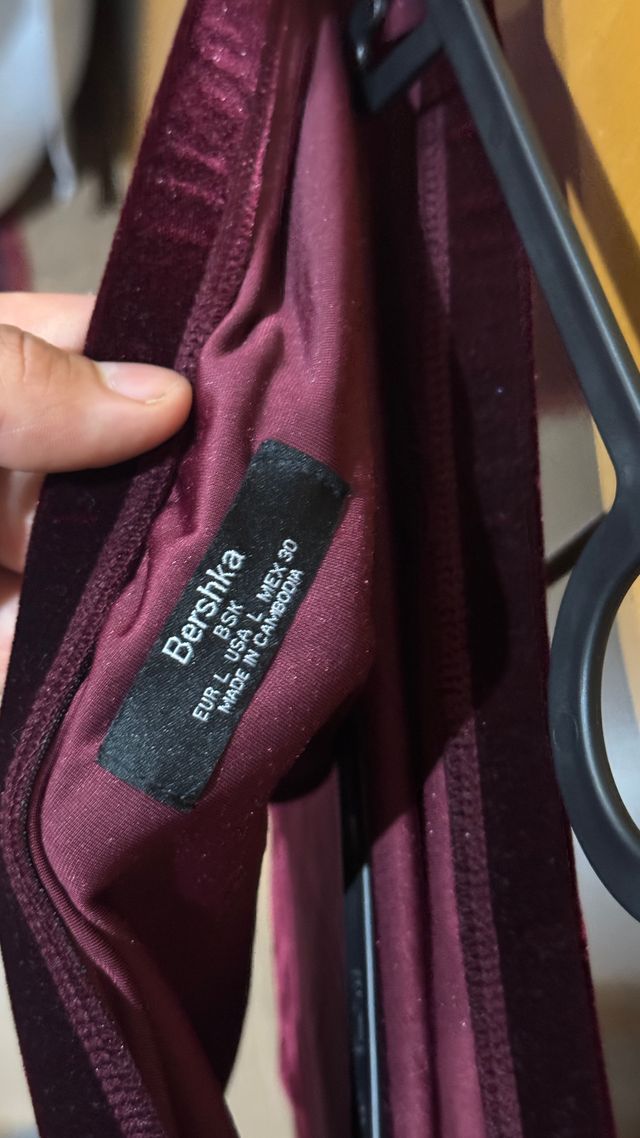 Bershka
BSK
EUR L USA L MEX 30
MADE IN CAMBODIA